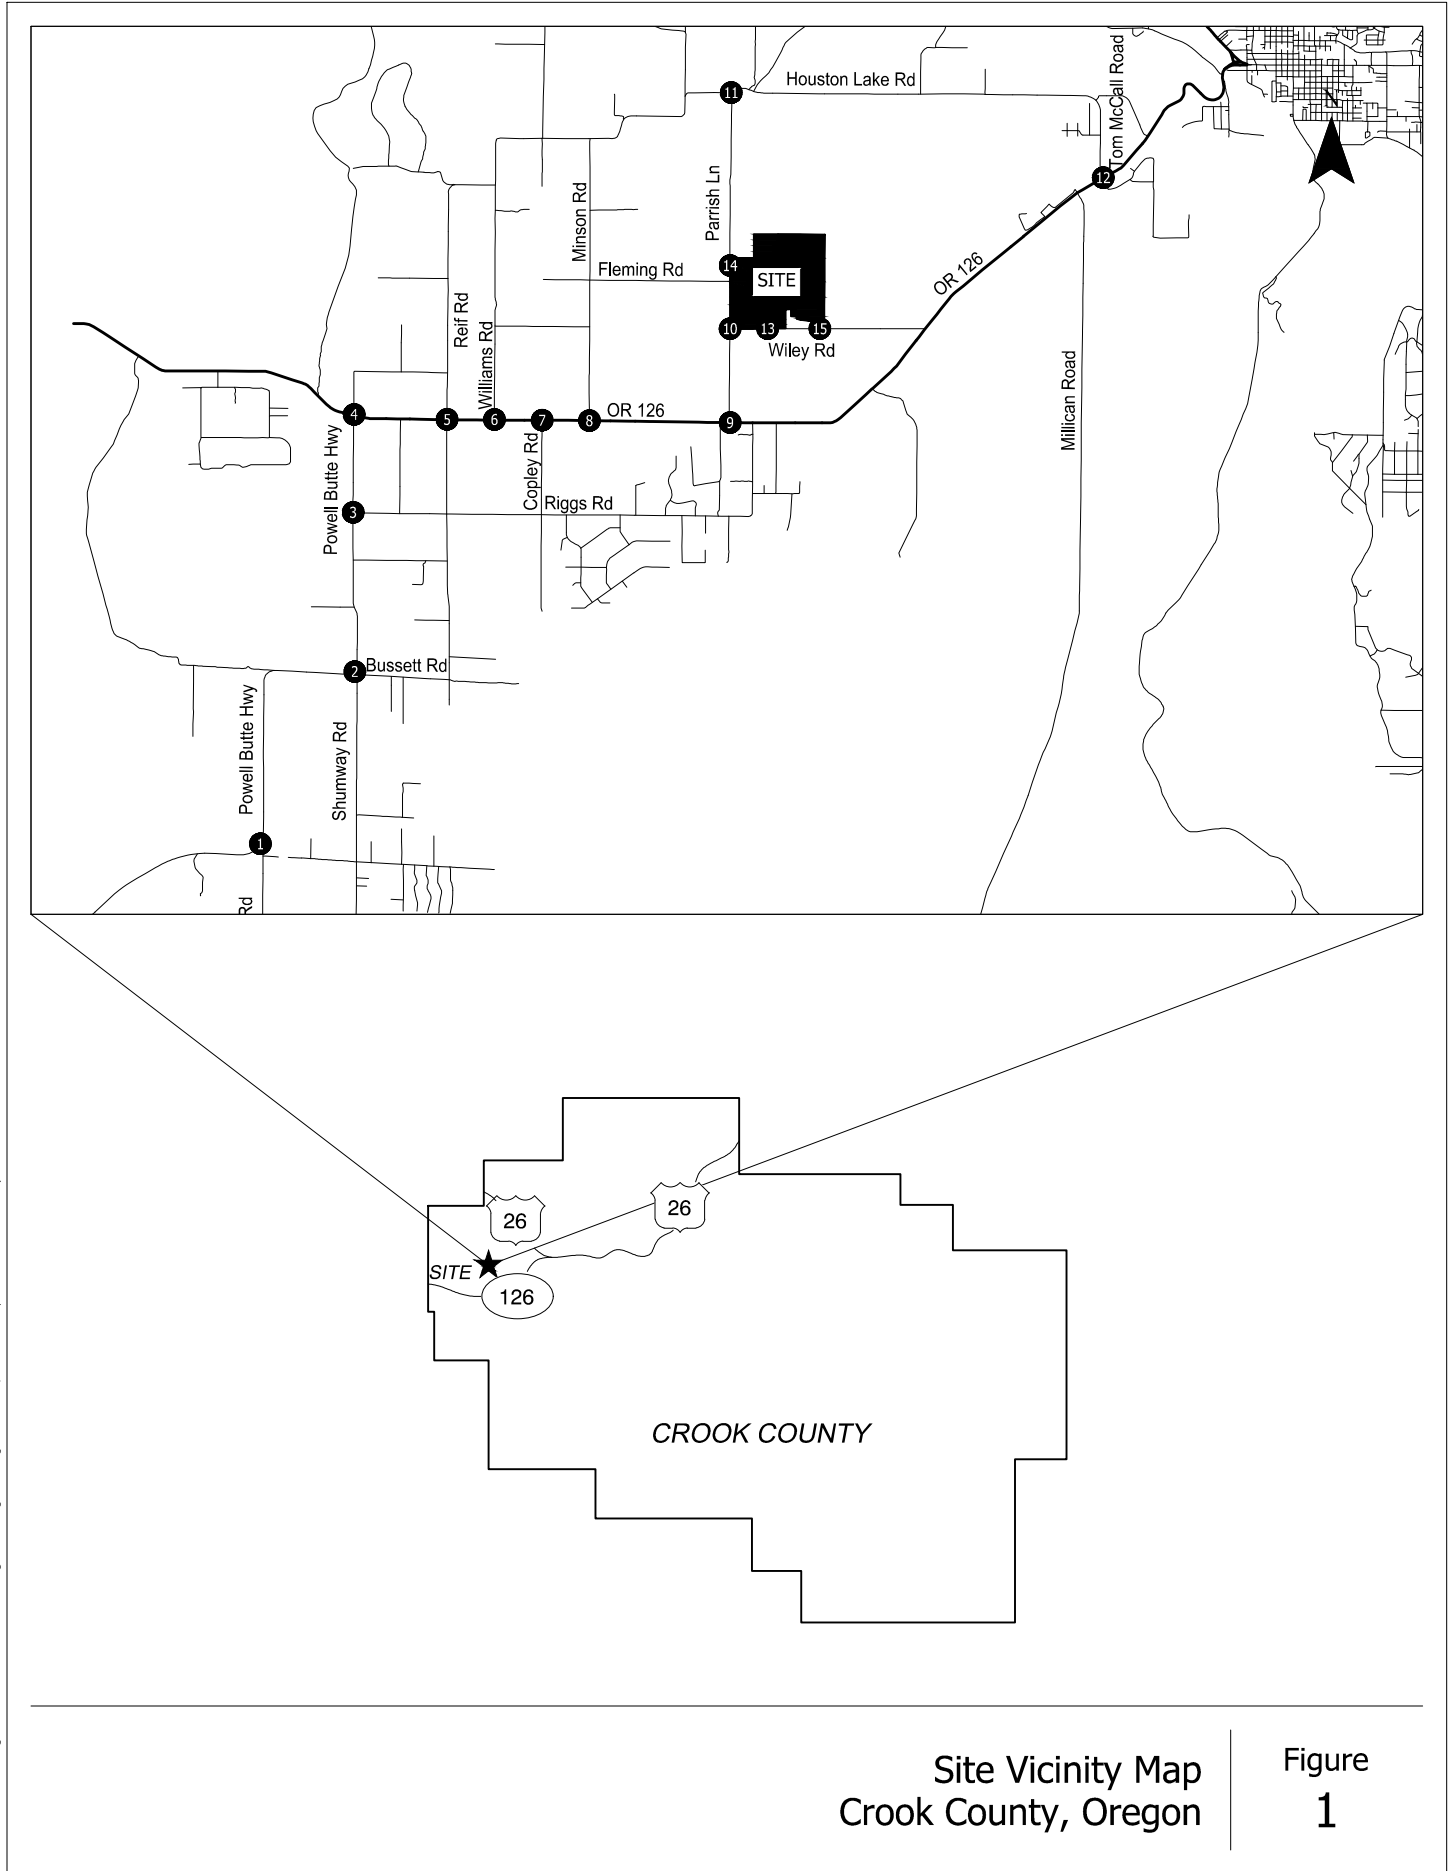 Houston Lake Rd
Tom McCall Road
N
11
12
Parrish Ln
Minson Rd
14
SITE
Fleming Rd
OR 126
Reif Rd
Williams Rd
10
13
15
Wiley Rd
Millican Road
4
5
6
7
8
OR 126
9
Powell Butte Hwy
Copley Rd
Riggs Rd
3
2
Bussett Rd
Powell Butte Hwy
Shumway Rd
1
Rd
26
26
SITE
126
CROOK COUNTY
Site Vicinity Map
Crook County, Oregon
Figure
1